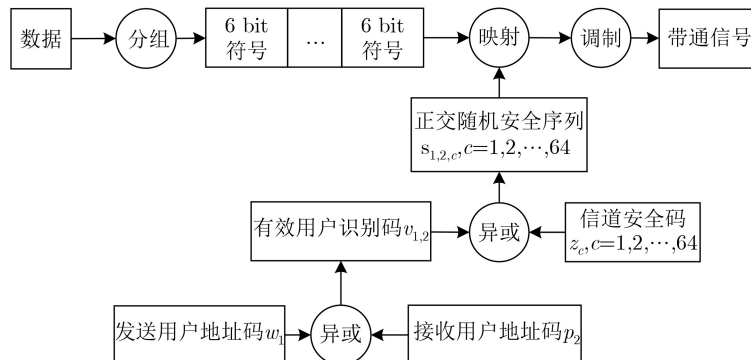 数据
分组
6 bit
符号
…
6 bit
符号
映射
调制
带通信号
正交随机安全序列
s₁,₂,c,c=1,2,⋯,64
有效用户识别码v₁,₂
异或
信道安全码
z_c,c=1,2,⋯,64
发送用户地址码w₁
异或
接收用户地址码p₂